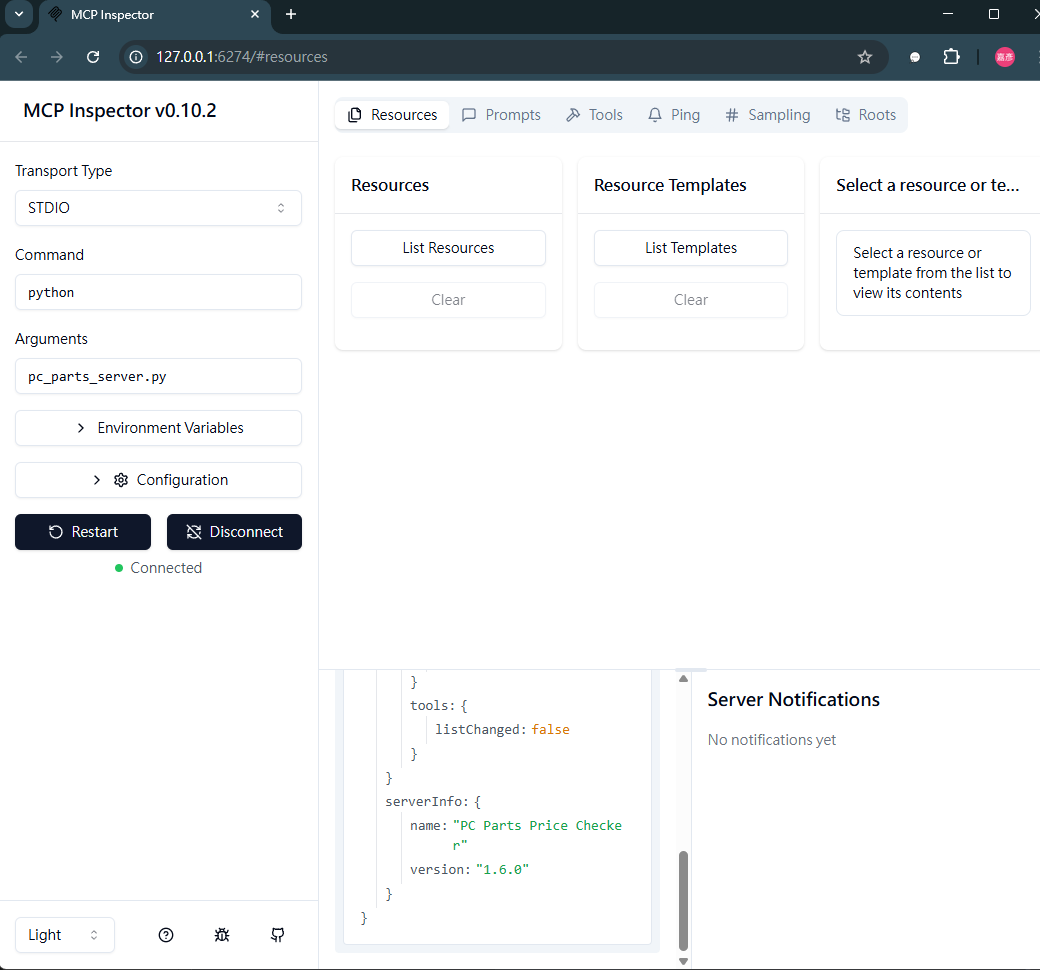 MCP Inspector
127.0.0.1:6274/#resources
嘉彥
MCP Inspector v0.10.2
Transport Type
STDIO
Command
python
Arguments
pc_parts_server.py
Environment Variables
Configuration
Restart
Disconnect
Connected
Light
Resources
Prompts
Tools
Ping
Sampling
Roots
Resources
List Resources
Clear
Resource Templates
List Templates
Clear
Select a resource or te...
Select a resource or
template from the list to
view its contents
}
tools: {
listChanged: false
}
}
serverInfo: {
name: "PC Parts Price Checke
r"
version: "1.6.0"
}
}
Server Notifications
No notifications yet